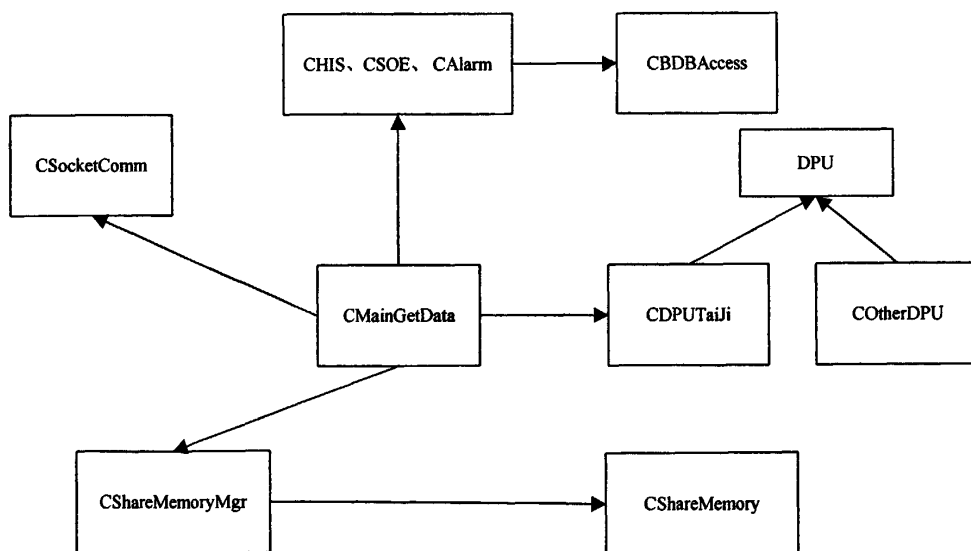 CHIS、CSOE、 CAlarm
CBDBAccess
CSocketComm
DPU
CMainGetData
CDPUTaiJi
COtherDPU
CShareMemoryMgr
CShareMemory